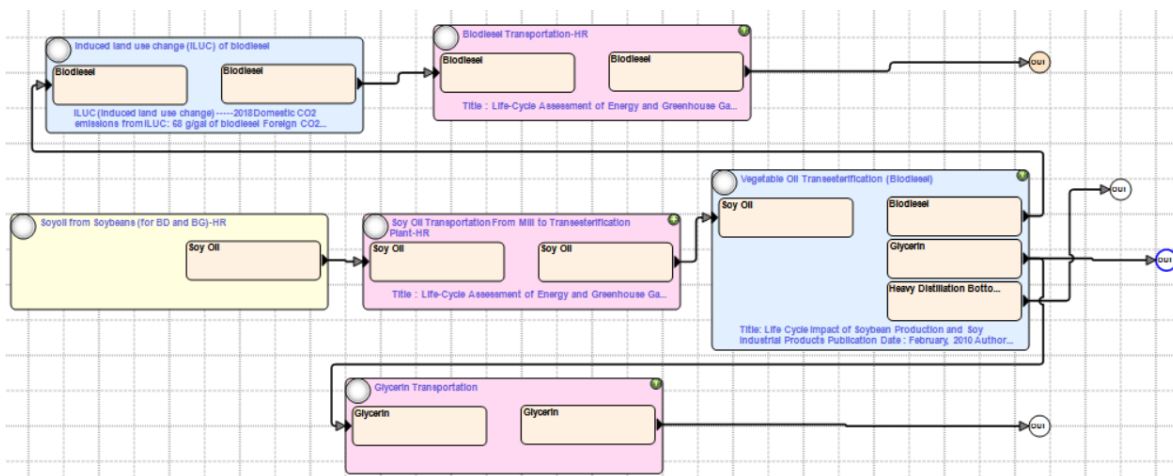 Induced land use change (ILUC) of biodiesel
Biodiesel
Biodiesel
ILUC (induced land use change) -----2018Domestic CO2
emissions from ILUC: 68 g/gal of biodiesel Foreign CO2...
Biodiesel Transportation-HR
Biodiesel
Biodiesel
Title : Life-Cycle Assessment of Energy and Greenhouse Ga...
OUT
Soyoil from Soybeans (for BD and BG)-HR
Soy Oil
Soy Oil Transportation From Mill to Transesterification
Plant-HR
Soy Oil
Soy Oil
Title : Life-Cycle Assessment of Energy and Greenhouse Ga...
Vegetable Oil Transesterification (Biodiesel)
Soy Oil
Biodiesel
Glycerin
Heavy Distillation Botto...
Title: Life Cycle Impact of Soybean Production and Soy
Industrial Products Publication Date : February, 2010 Author...
OUT
OUT
Glycerin Transportation
Glycerin
Glycerin
OUT